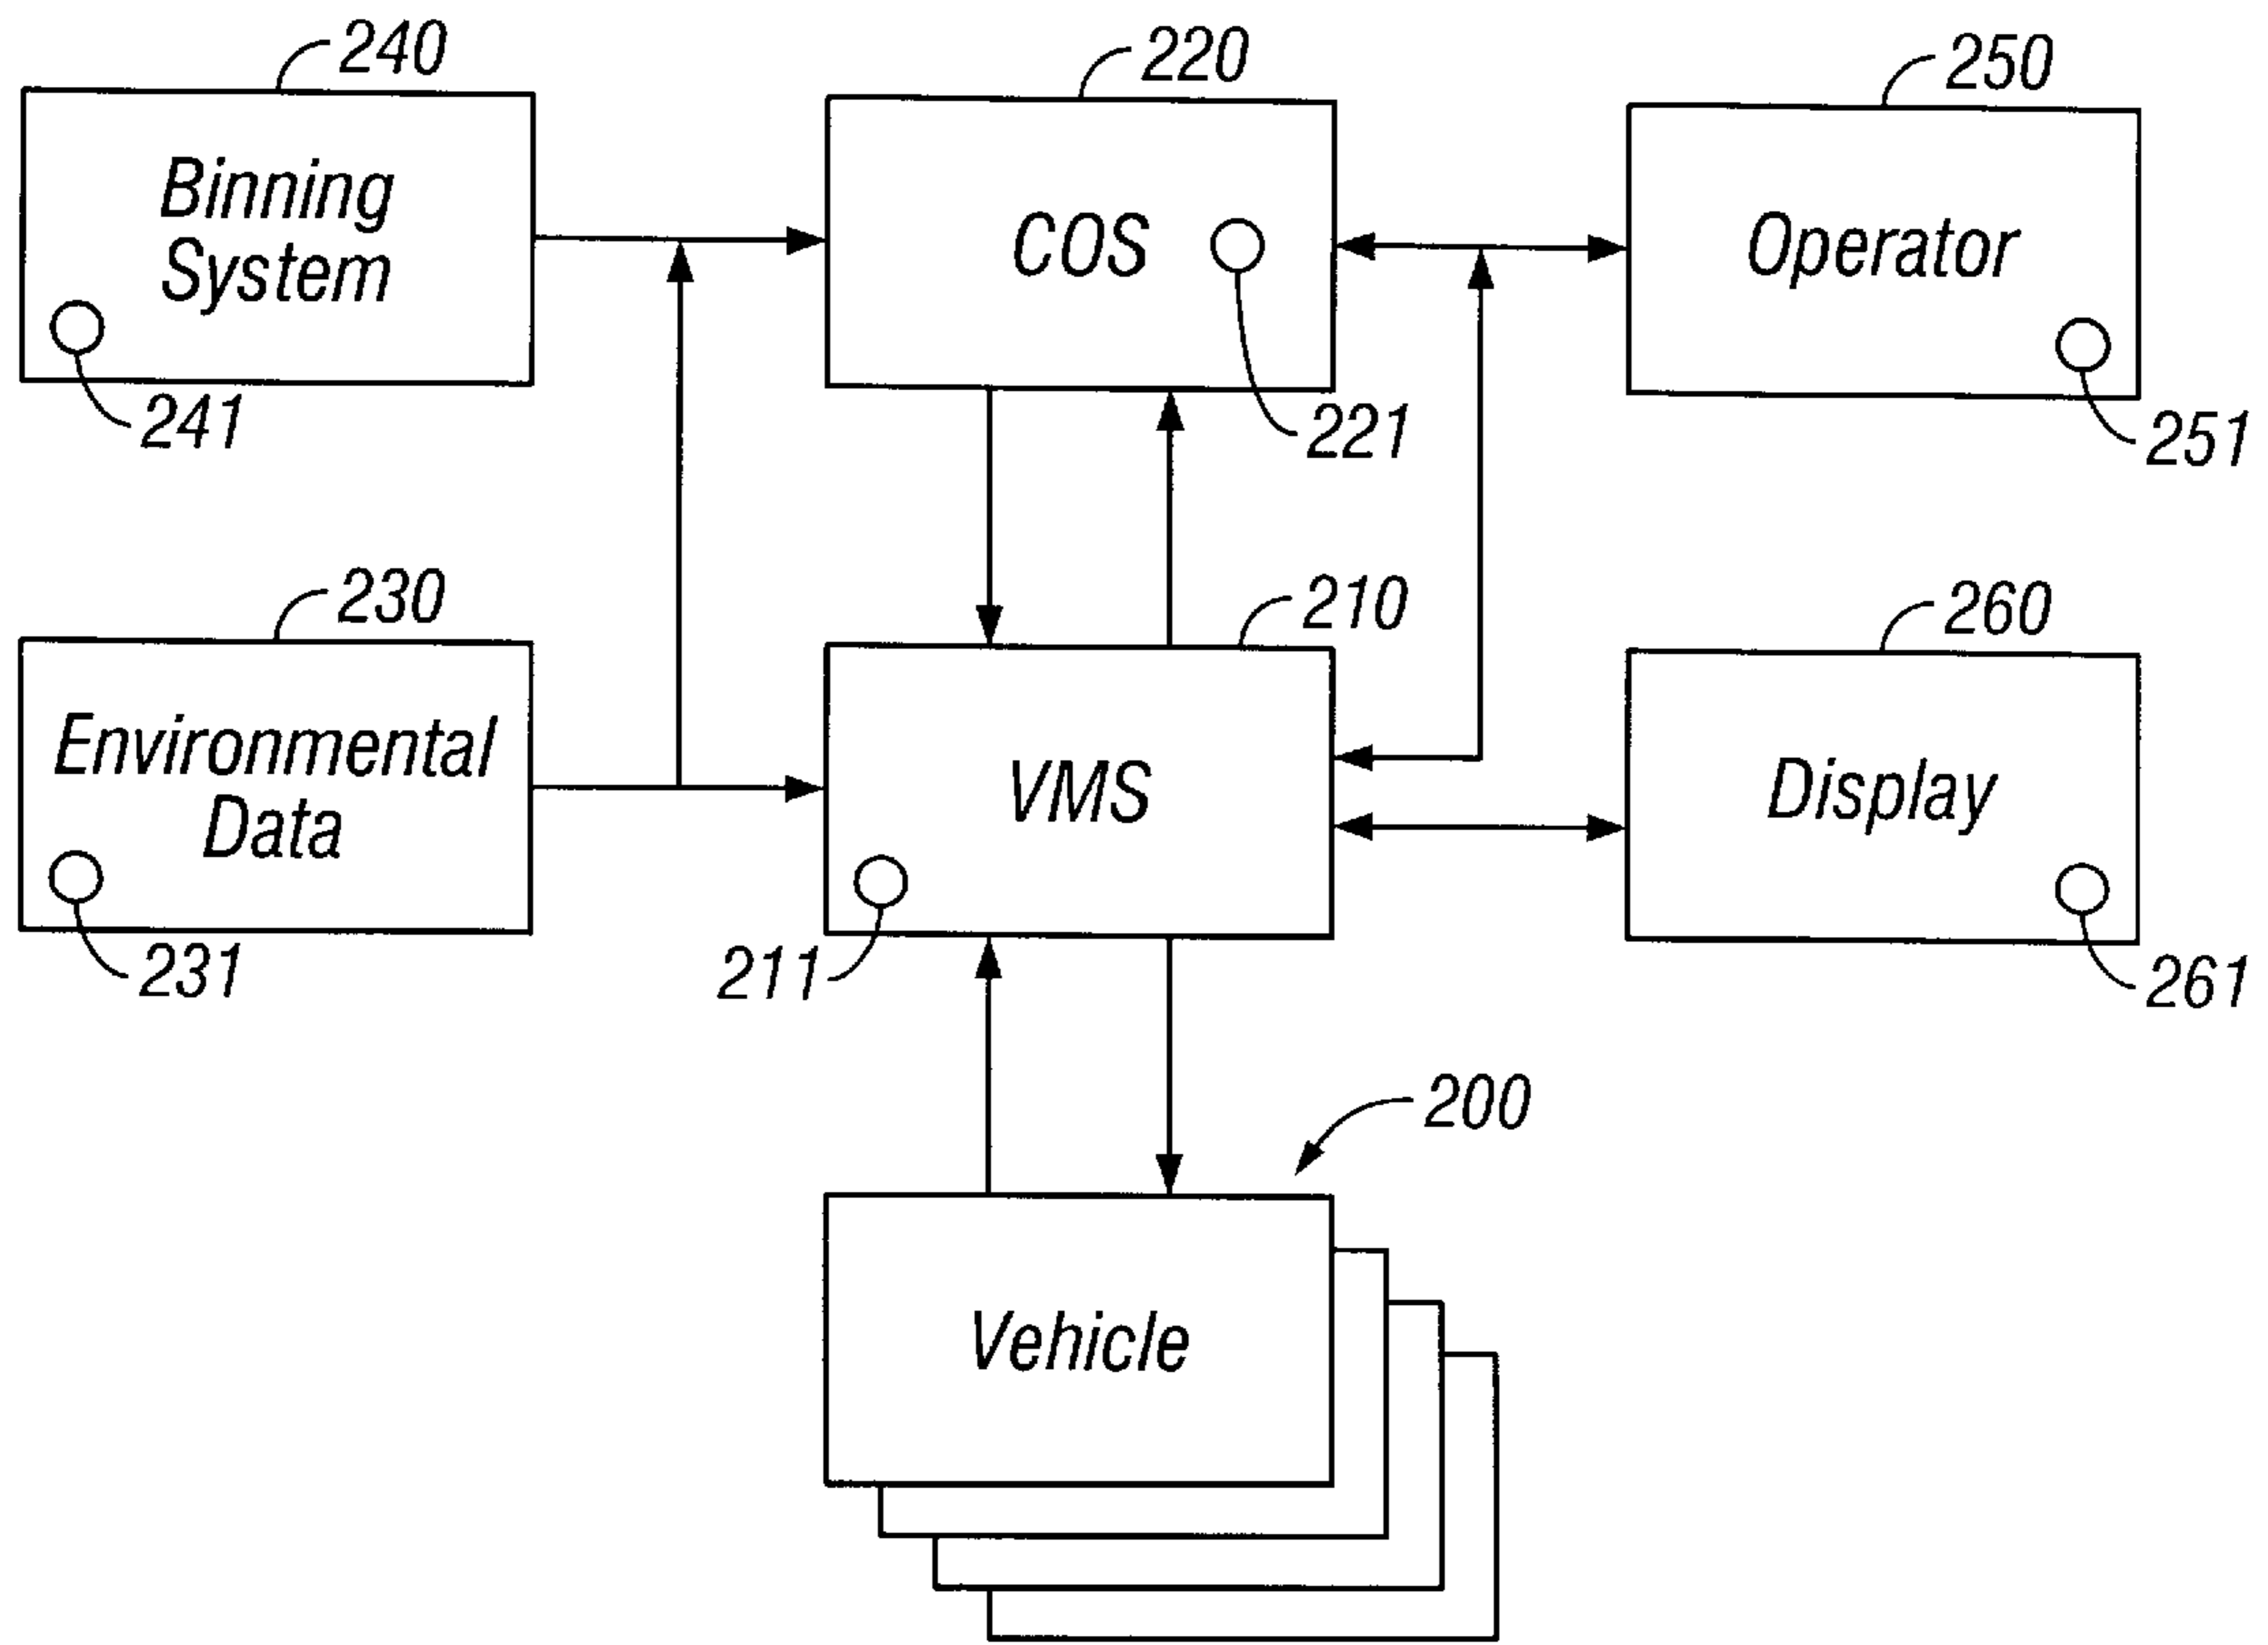 240
220
250
Binning
System
COS
Operator
241
221
251
230
210
260
Environmental
Data
VMS
Display
231
211
261
200
Vehicle